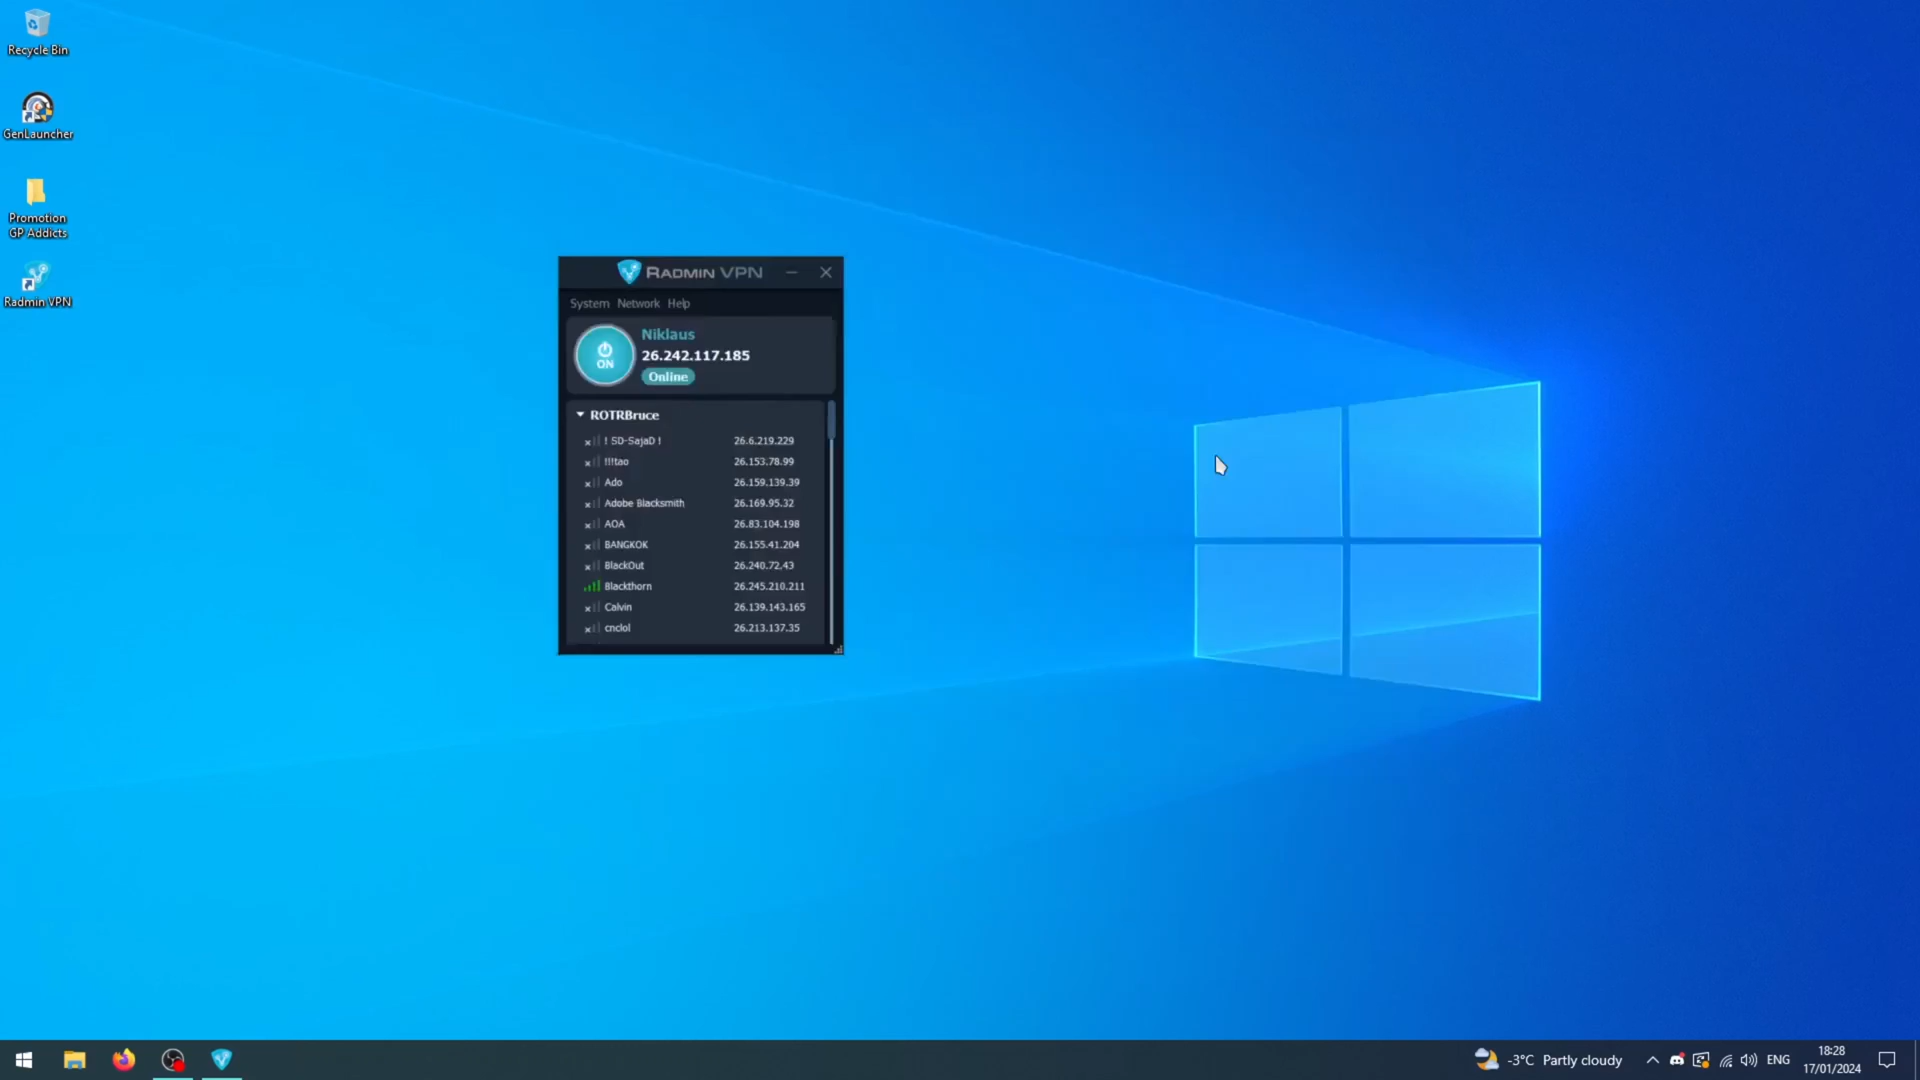 Recycle Bin
GenLauncher
Promotion
GP Addicts
Radmin VPN
RADMIN VPN
System Network Help
ON
Niklaus
26.242.117.185
Online
ROTRBruce
! SD-SajaD ! 26.6.219.229
!!!tao 26.153.78.99
Ado 26.159.139.39
Adobe Blacksmith 26.169.95.32
AOA 26.83.104.198
BANGKOK 26.155.41.204
BlackOut 26.240.72.43
Blackthorn 26.245.210.211
Calvin 26.139.143.165
cnclol 26.213.137.35
-3°C Partly cloudy
ENG
18:28
17/01/2024